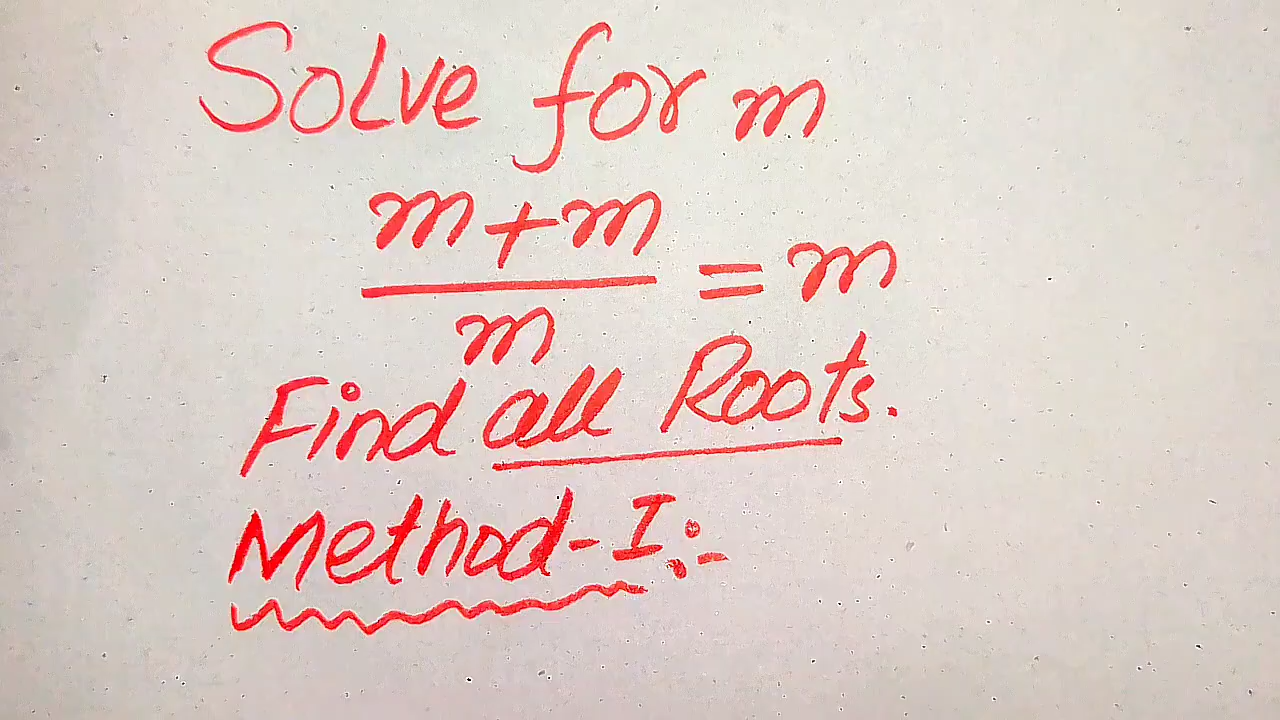 Solve for m
m + m
= m
m
Find all Roots.
Method-I:-